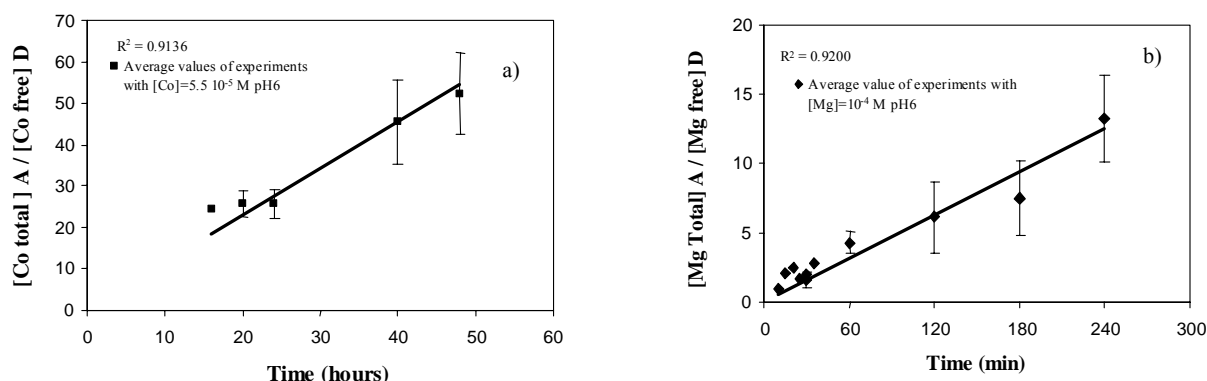 [Co total ] A / [Co free] D
70
60
50
40
30
20
10
0
R² = 0.9136
Average values of experiments
with [Co]=5.5 10⁻⁵ M pH6
a)
0 10 20 30 40 50 60
Time (hours)
[Mg Total] A / [Mg free] D
20
15
10
5
0
R² = 0.9200
Average value of experiments with
[Mg]=10⁻⁴ M pH6
b)
0 60 120 180 240 300
Time (min)